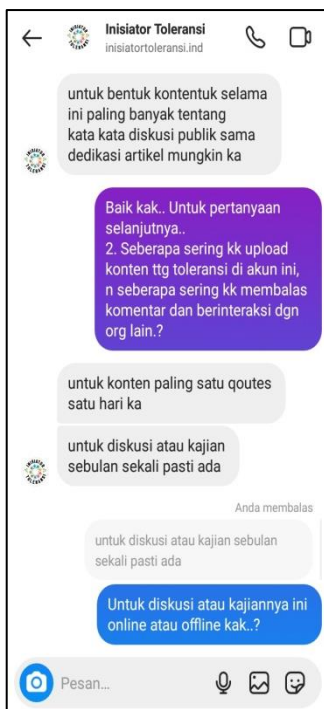 Inisiator Toleransi
inisiatortoleransi.ind
untuk bentuk kontentuk selama
ini paling banyak tentang
kata kata diskusi publik sama
dedikasi artikel mungkin ka
Baik kak.. Untuk pertanyaan
selanjutnya..
2. Seberapa sering kk upload
konten ttg toleransi di akun ini,
n seberapa sering kk membalas
komentar dan berinteraksi dgn
org lain.?
untuk konten paling satu qoutes
satu hari ka
untuk diskusi atau kajian
sebulan sekali pasti ada
Anda membalas
untuk diskusi atau kajian sebulan
sekali pasti ada
Untuk diskusi atau kajiannya ini
online atau offline kak..?
Pesan...